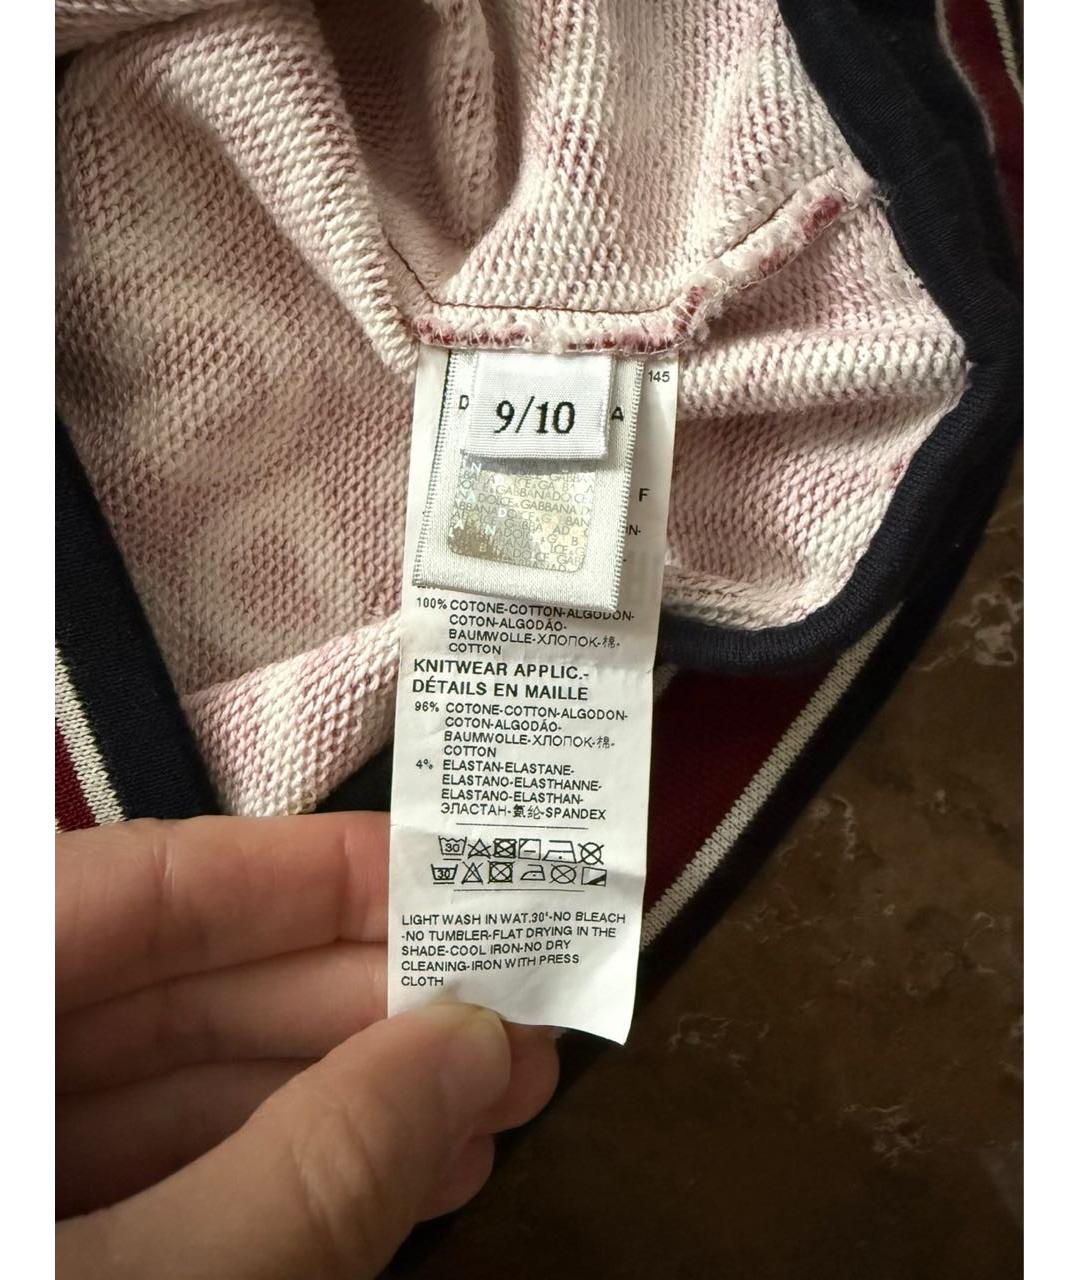 145
D
A
9/10
F
100% COTONE-COTTON-ALGODON-
COTON-ALGODÃO-
BAUMWOLLE-ХЛОПОК-棉-
COTTON
KNITWEAR APPLIC.-
DÉTAILS EN MAILLE
96% COTONE-COTTON-ALGODON-
COTON-ALGODÃO-
BAUMWOLLE-ХЛОПОК-棉-
COTTON
4% ELASTAN-ELASTANE-
ELASTANO-ELASTHANNE-
ELASTANO-ELASTHAN-
ЭЛАСТАН-氨纶-SPANDEX
30
30
LIGHT WASH IN WAT.30°-NO BLEACH
-NO TUMBLER-FLAT DRYING IN THE
SHADE-COOL IRON-NO DRY
CLEANING-IRON WITH PRESS
CLOTH